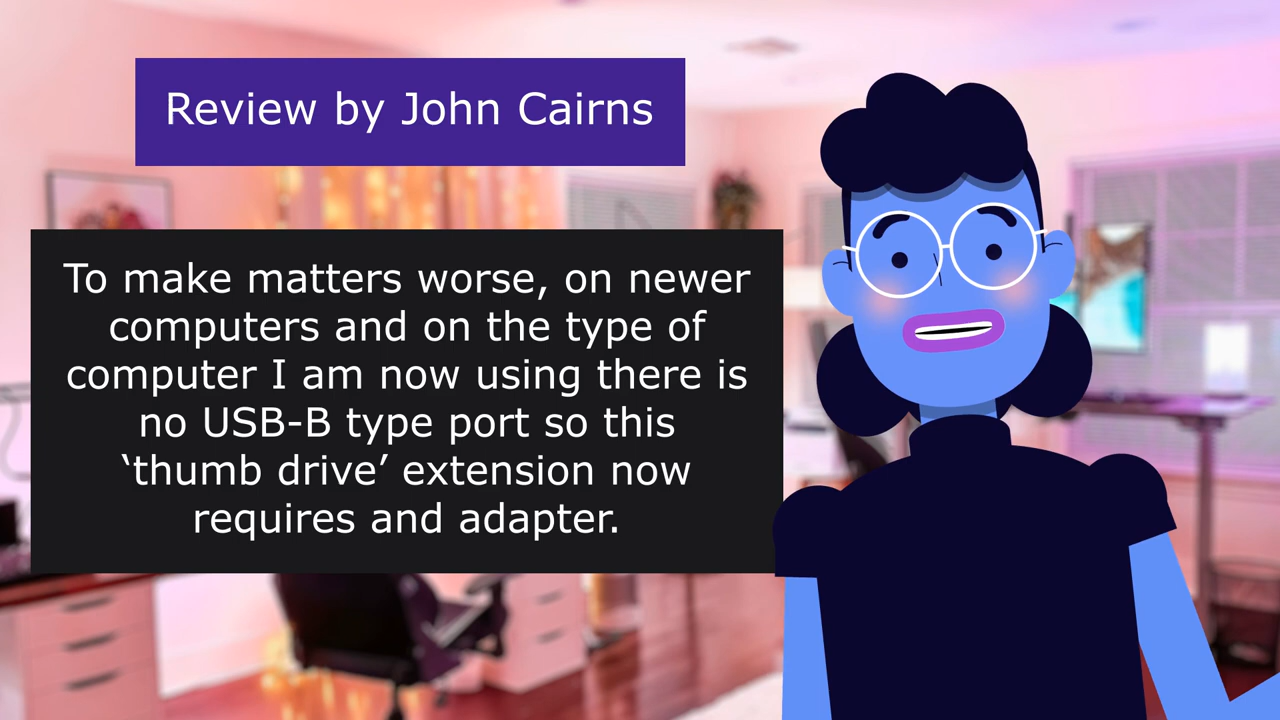 Review by John Cairns
To make matters worse, on newer
computers and on the type of
computer I am now using there is
no USB-B type port so this
‘thumb drive’ extension now
requires and adapter.